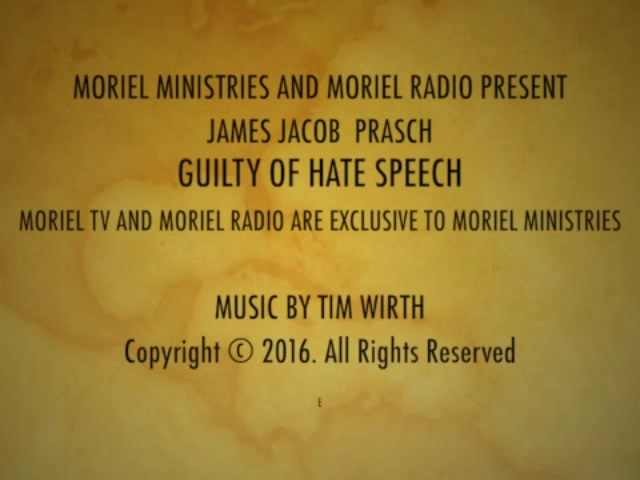 MORIEL MINISTRIES AND MORIEL RADIO PRESENT
JAMES JACOB PRASCH
GUILTY OF HATE SPEECH
MORIEL TV AND MORIEL RADIO ARE EXCLUSIVE TO MORIEL MINISTRIES
MUSIC BY TIM WIRTH
Copyright © 2016. All Rights Reserved
E